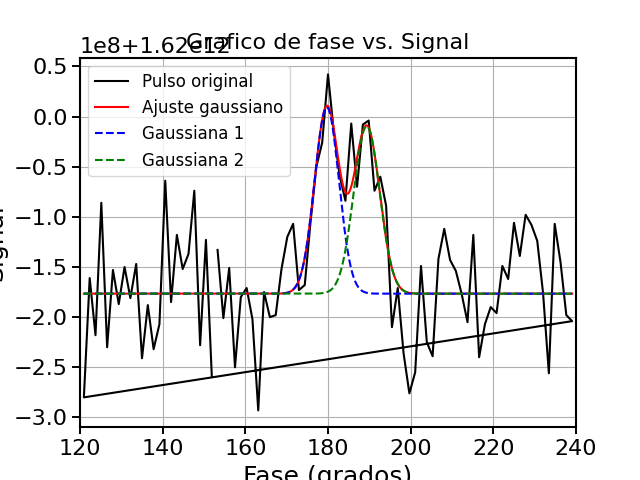 1e8+1.62e12
Grafico de fase vs. Signal
Pulso original
Ajuste gaussiano
Gaussiana 1
Gaussiana 2
0.5
0.0
−0.5
−1.0
−1.5
−2.0
−2.5
−3.0
Signal
120 140 160 180 200 220 240
Fase (grados)